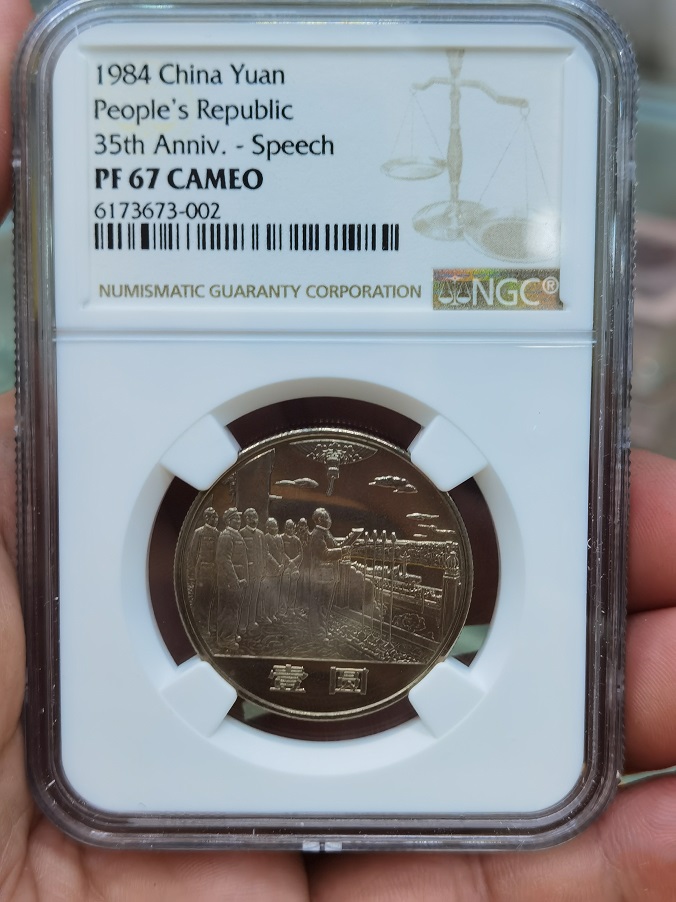 1984 China Yuan
People's Republic
35th Anniv. - Speech
PF 67 CAMEO
6173673-002
NUMISMATIC GUARANTY CORPORATION
NGC®
壹圆